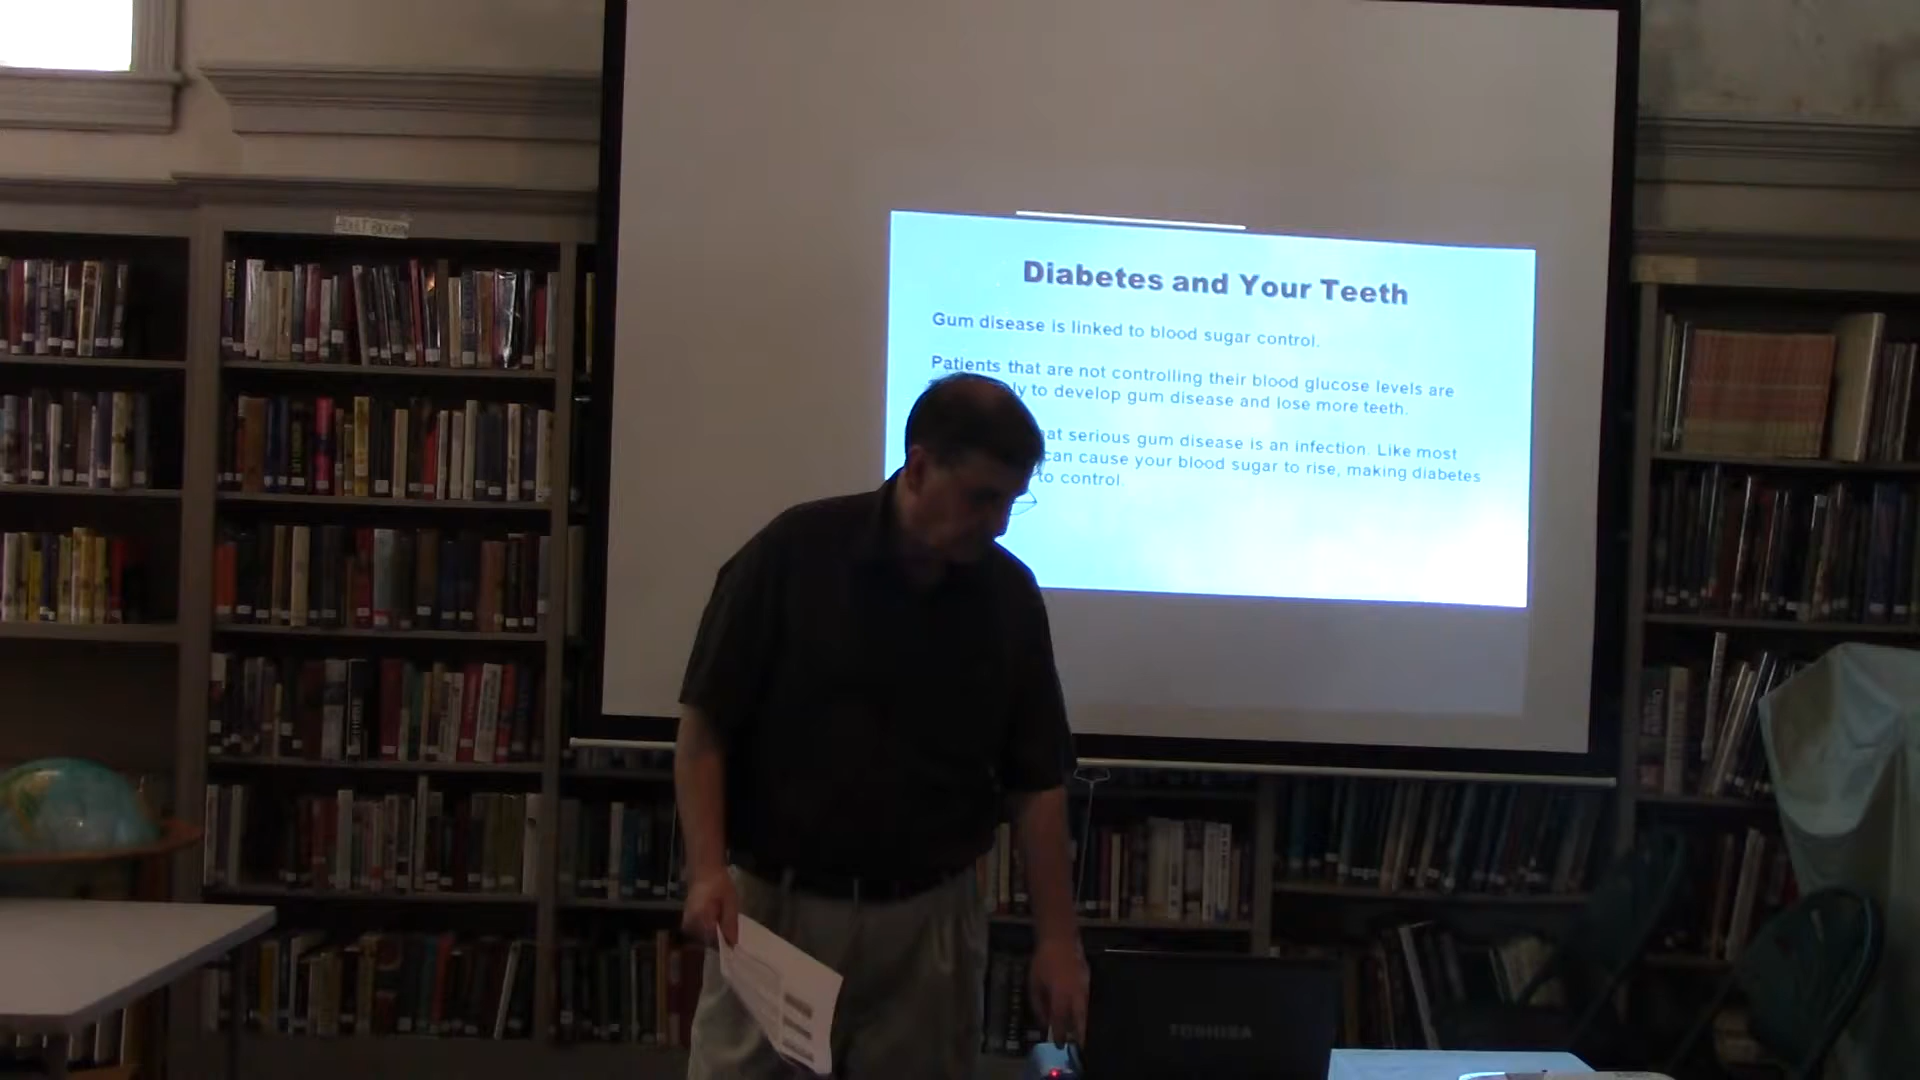 ADULT BIOGRAPHY
Diabetes and Your Teeth
Gum disease is linked to blood sugar control.
Patients that are not controlling their blood glucose levels are
to develop gum disease and lose more teeth.
serious gum disease is an infection. Like most
can cause your blood sugar to rise, making diabetes
to control.
TOSHIBA